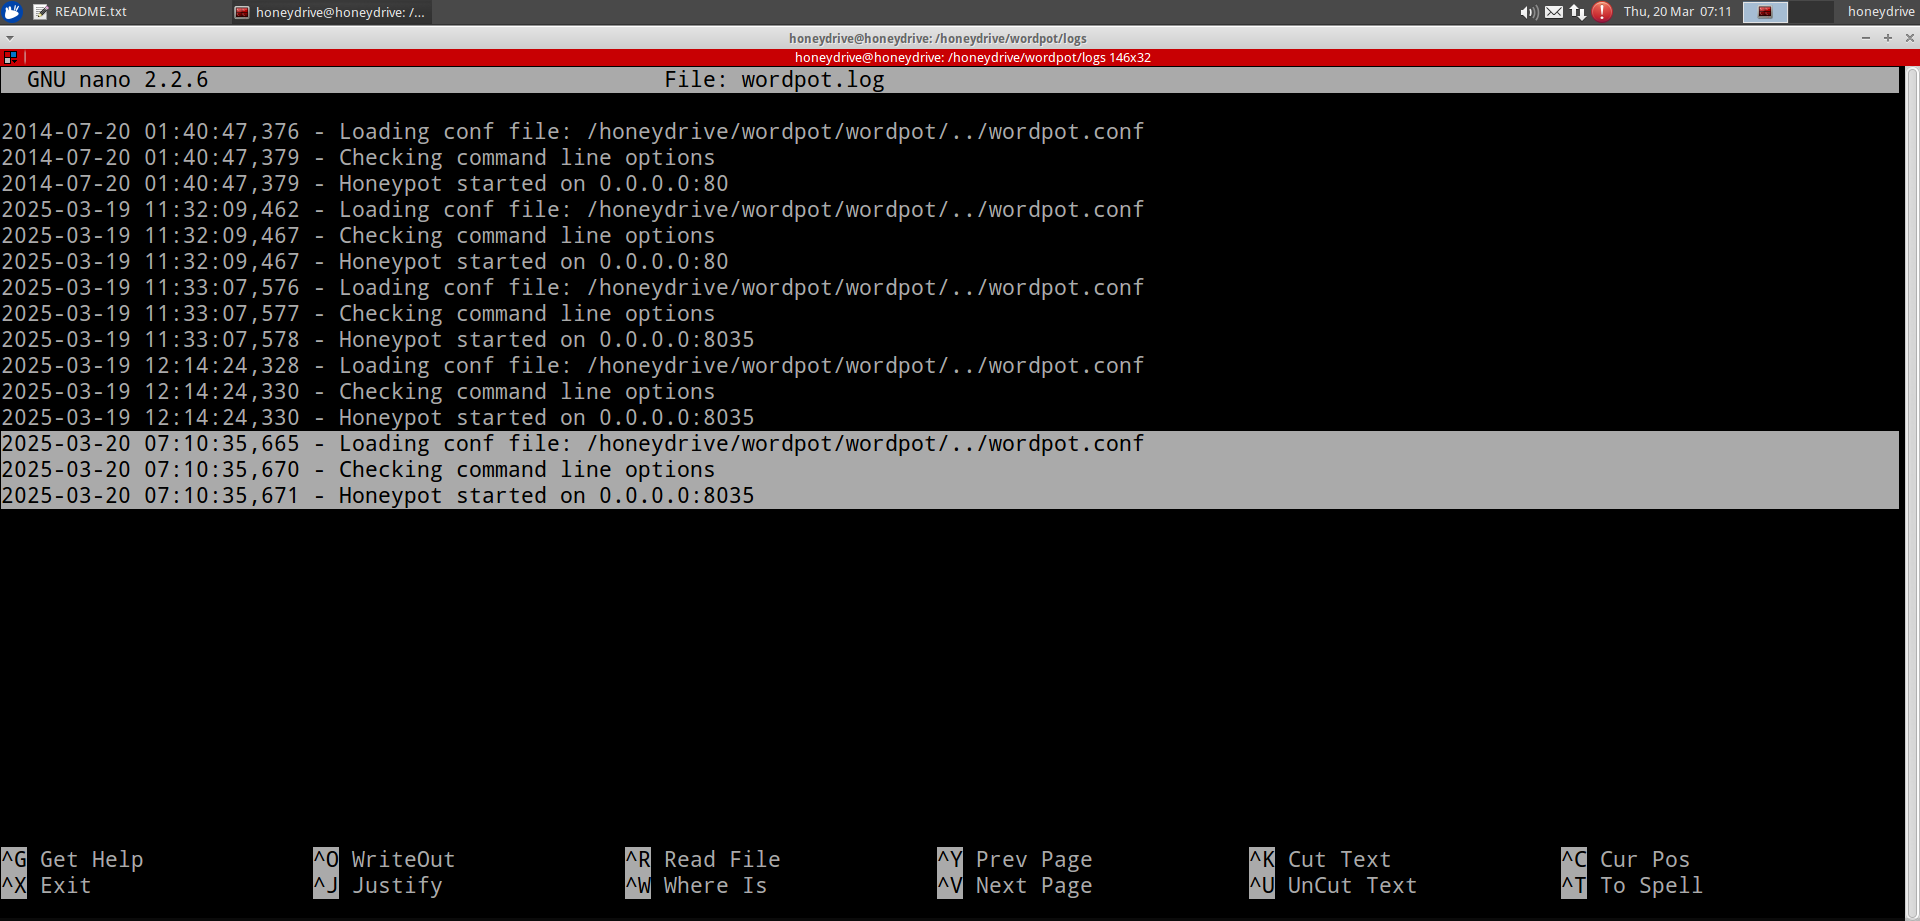 README.txt honeydrive@honeydrive: /... Thu, 20 Mar 07:11 honeydrive
honeydrive@honeydrive: /honeydrive/wordpot/logs
honeydrive@honeydrive: /honeydrive/wordpot/logs 146x32
GNU nano 2.2.6 File: wordpot.log
2014-07-20 01:40:47,376 - Loading conf file: /honeydrive/wordpot/wordpot/../wordpot.conf
2014-07-20 01:40:47,379 - Checking command line options
2014-07-20 01:40:47,379 - Honeypot started on 0.0.0.0:80
2025-03-19 11:32:09,462 - Loading conf file: /honeydrive/wordpot/wordpot/../wordpot.conf
2025-03-19 11:32:09,467 - Checking command line options
2025-03-19 11:32:09,467 - Honeypot started on 0.0.0.0:80
2025-03-19 11:33:07,576 - Loading conf file: /honeydrive/wordpot/wordpot/../wordpot.conf
2025-03-19 11:33:07,577 - Checking command line options
2025-03-19 11:33:07,578 - Honeypot started on 0.0.0.0:8035
2025-03-19 12:14:24,328 - Loading conf file: /honeydrive/wordpot/wordpot/../wordpot.conf
2025-03-19 12:14:24,330 - Checking command line options
2025-03-19 12:14:24,330 - Honeypot started on 0.0.0.0:8035
2025-03-20 07:10:35,665 - Loading conf file: /honeydrive/wordpot/wordpot/../wordpot.conf
2025-03-20 07:10:35,670 - Checking command line options
2025-03-20 07:10:35,671 - Honeypot started on 0.0.0.0:8035
^G Get Help ^O WriteOut ^R Read File ^Y Prev Page ^K Cut Text ^C Cur Pos
^X Exit ^J Justify ^W Where Is ^V Next Page ^U UnCut Text ^T To Spell